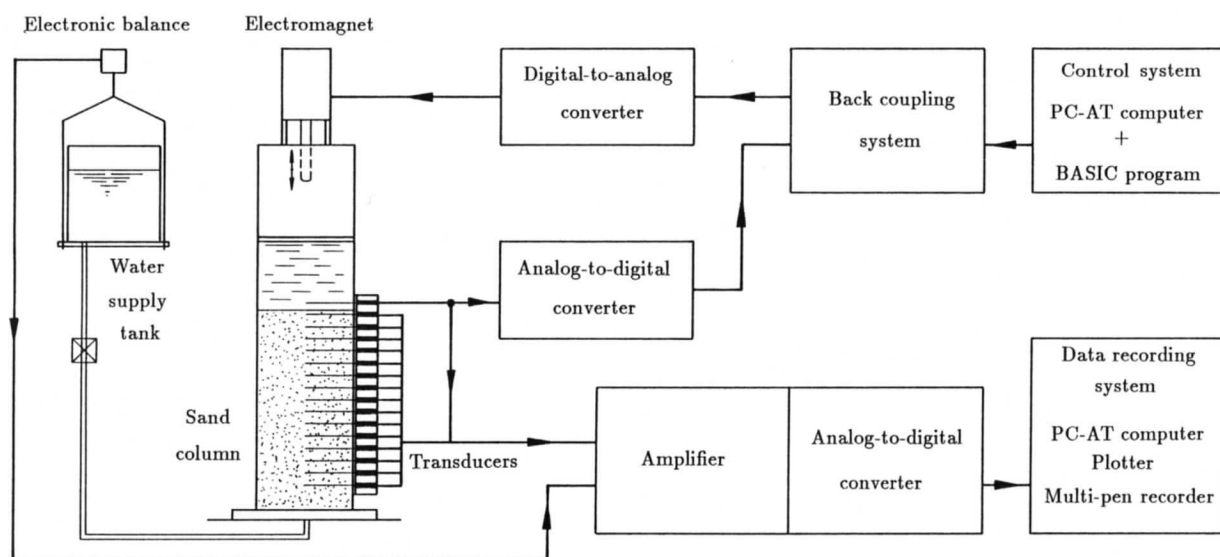 Electronic balance
Electromagnet
Digital-to-analog
converter
Back coupling
system
Control system
PC-AT computer
+
BASIC program
Water
supply
tank
Analog-to-digital
converter
Sand
column
Transducers
Amplifier
Analog-to-digital
converter
Data recording
system
PC-AT computer
Plotter
Multi-pen recorder